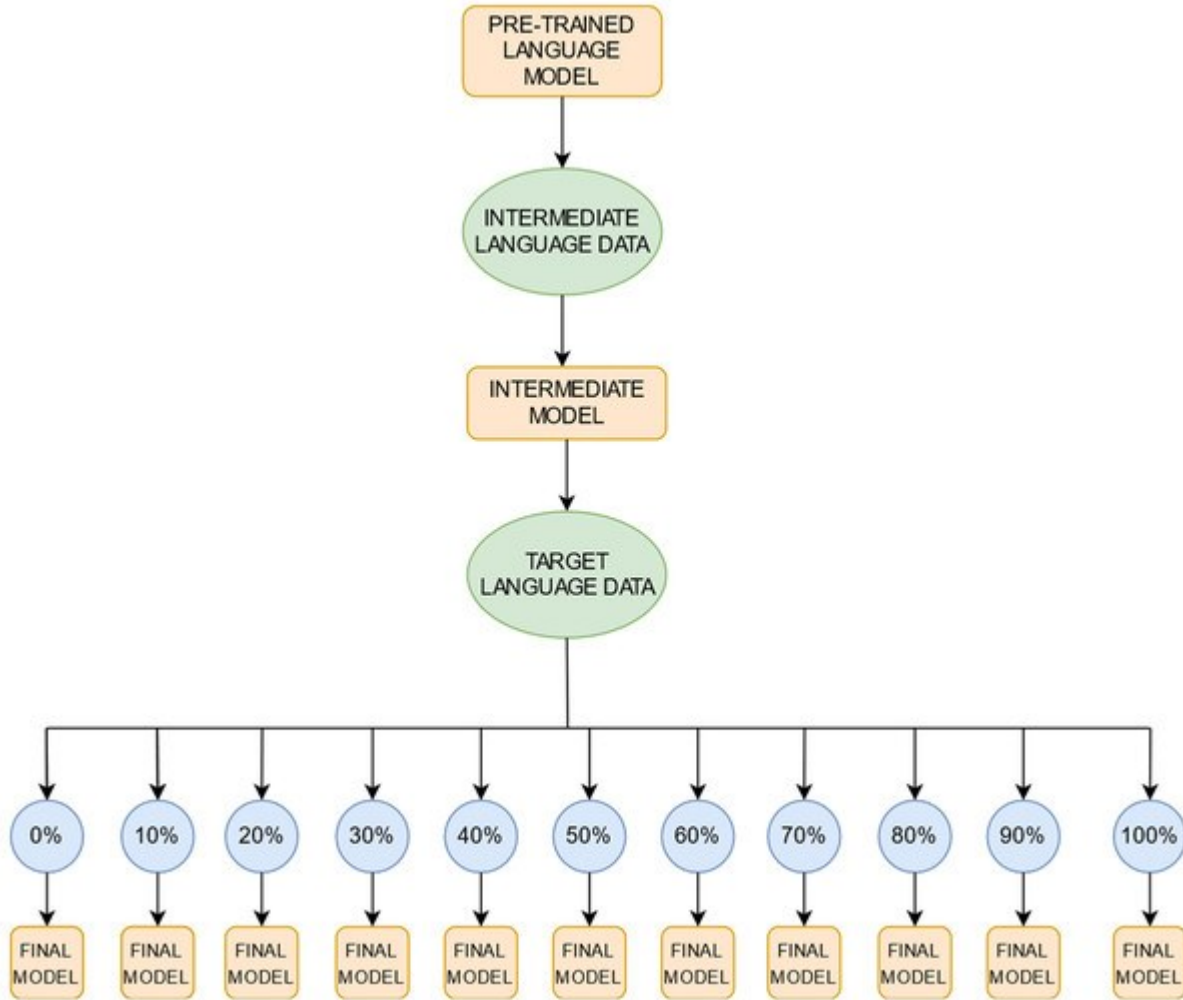 PRE-TRAINED
LANGUAGE
MODEL
INTERMEDIATE
LANGUAGE DATA
INTERMEDIATE
MODEL
TARGET
LANGUAGE DATA
0%
10%
20%
30%
40%
50%
60%
70%
80%
90%
100%
FINAL
MODEL
FINAL
MODEL
FINAL
MODEL
FINAL
MODEL
FINAL
MODEL
FINAL
MODEL
FINAL
MODEL
FINAL
MODEL
FINAL
MODEL
FINAL
MODEL
FINAL
MODEL